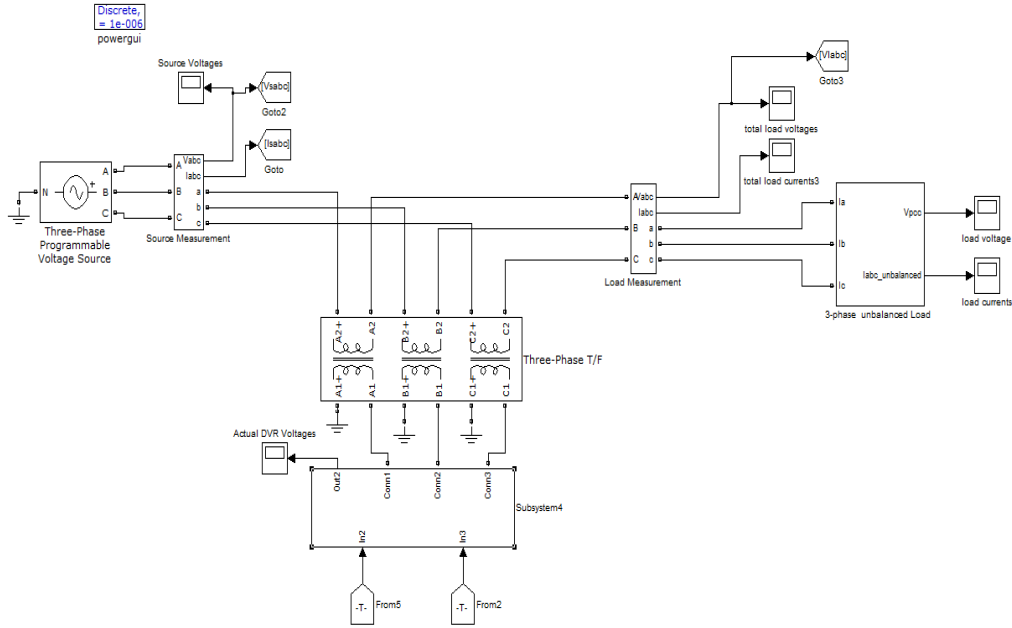 Discrete,
= 1e-006
powergui
Source Voltages
[Vsabc]
Goto2
[Isabc]
Goto
[Vlabc]
Goto3
total load voltages
total load currents3
N
A
B
C
Three-Phase
Programmable
Voltage Source
A
B
C
Vabc
Iabc
a
b
c
Source Measurement
A
B
C
Vabc
Iabc
a
b
c
Load Measurement
Ia
Ib
Ic
Vpcc
Iabc_unbalanced
3-phase unbalanced Load
load voltage
load currents
A2+
A2
B2+
B2
C2+
C2
A1+
A1
B1+
B1
C1+
C1
Three-Phase T/F
Actual DVR Voltages
Out2
Conn1
Conn2
Conn3
In2
In3
Subsystem4
-T-
From5
-T-
From2